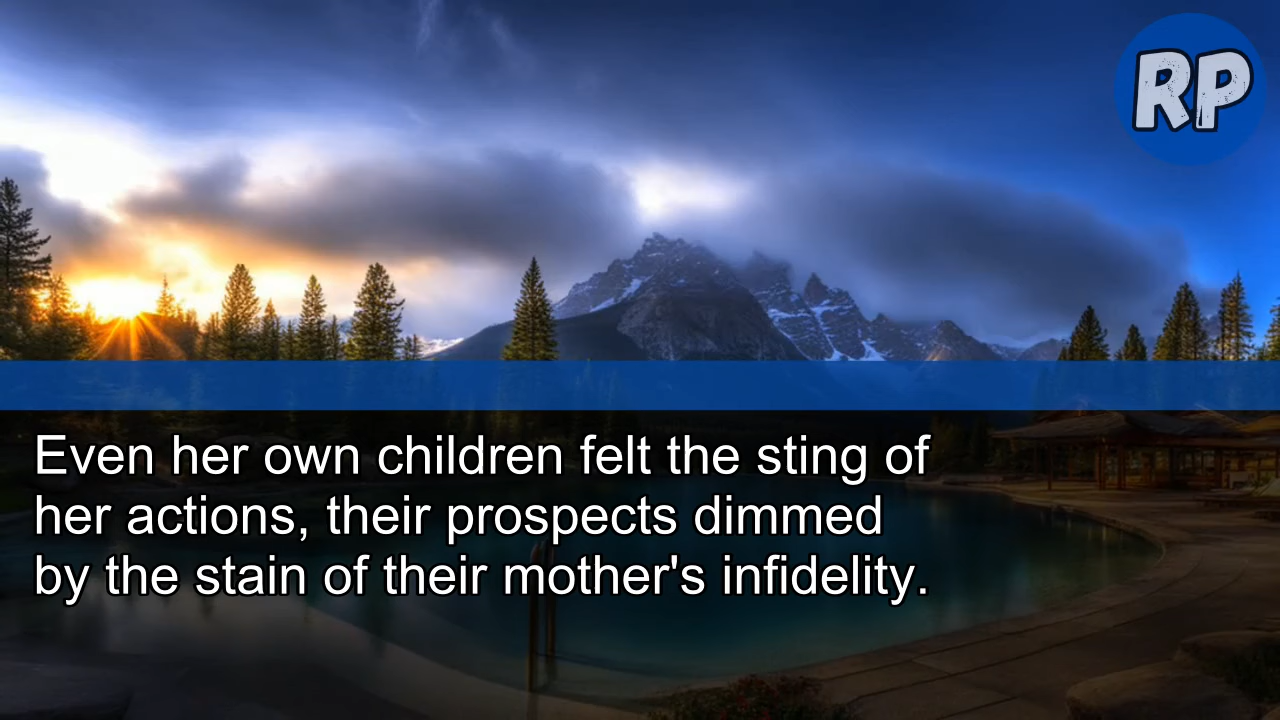 RP
Even her own children felt the sting of
her actions, their prospects dimmed
by the stain of their mother's infidelity.